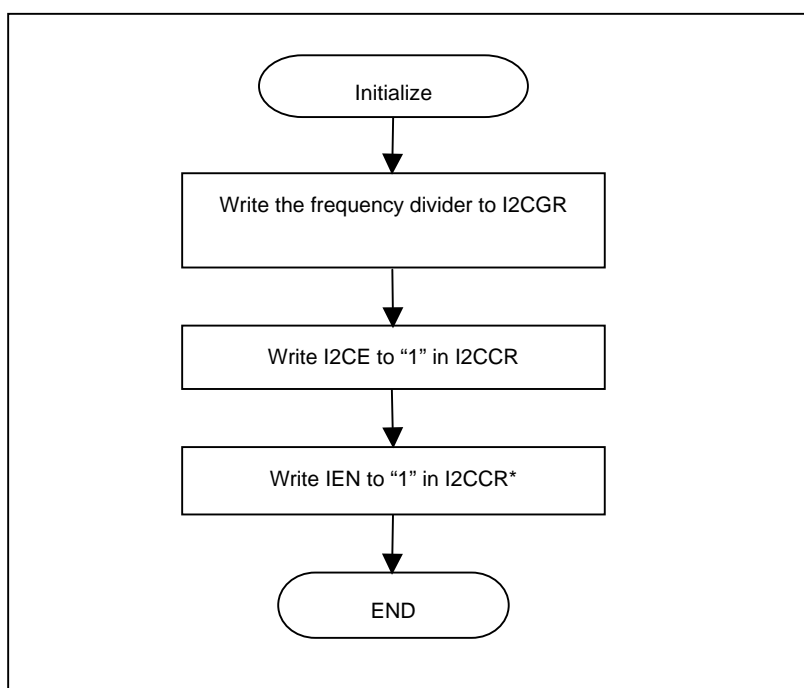 Initialize
Write the frequency divider to I2CGR
Write I2CE to “1” in I2CCR
Write IEN to “1” in I2CCR*
END